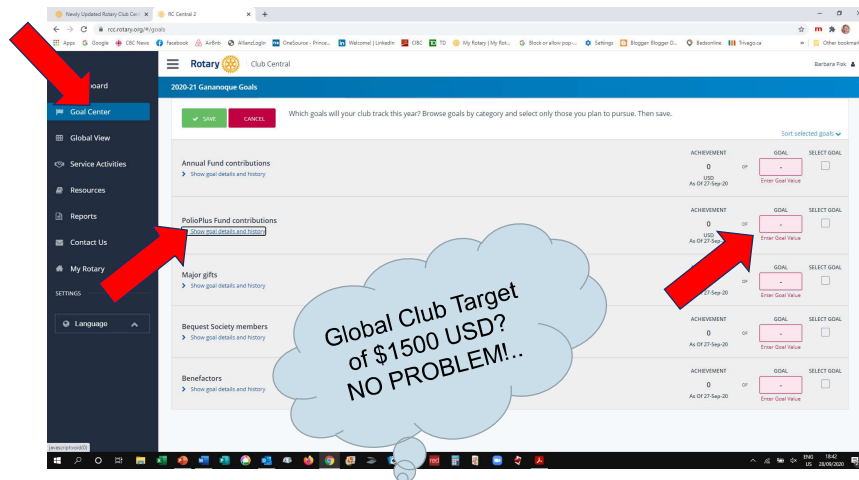 Newly Updated Rotary Club Cen
RC Central 2
rcc.rotary.org/#/goals
Apps Google CBC News Facebook AirBnb AllianzLogin OneSource - Prince... Welcome! | LinkedIn CIBC TD My Rotary | My Rot... Block or allow pop-... Settings Blogger Blogger D... Bedsonline Trivago.ca » Other bookmar
Rotary Club Central
Barbara Fisk
oard
2020-21 Gananoque Goals
Goal Center
Global View
Service Activities
Resources
Reports
Contact Us
My Rotary
SETTINGS
Language
SAVE CANCEL
Which goals will your club track this year? Browse goals by category and select only those you plan to pursue. Then save.
Sort selected goals
ACHIEVEMENT GOAL SELECT GOAL
Annual Fund contributions
Show goal details and history
0 OF -
USD
As Of 27-Sep-20
Enter Goal Value
ACHIEVEMENT GOAL SELECT GOAL
PolioPlus Fund contributions
Show goal details and history
0 OF -
USD
As Of 27-Sep
Enter Goal Value
GOAL SELECT GOAL
Major gifts
Show goal details and history
OF -
27-Sep-20
Enter Goal Value
ACHIEVEMENT GOAL SELECT GOAL
Bequest Society members
Show goal details and history
0 OF -
As Of 27-Sep-20
Enter Goal Value
ACHIEVEMENT GOAL SELECT GOAL
Benefactors
Show goal details and history
0 OF -
As Of 27-Sep-20
Enter Goal Value
Global Club Target
of $1500 USD?
NO PROBLEM!..
javascript:void(0)
red
ENG 18:42
US 28/09/2020